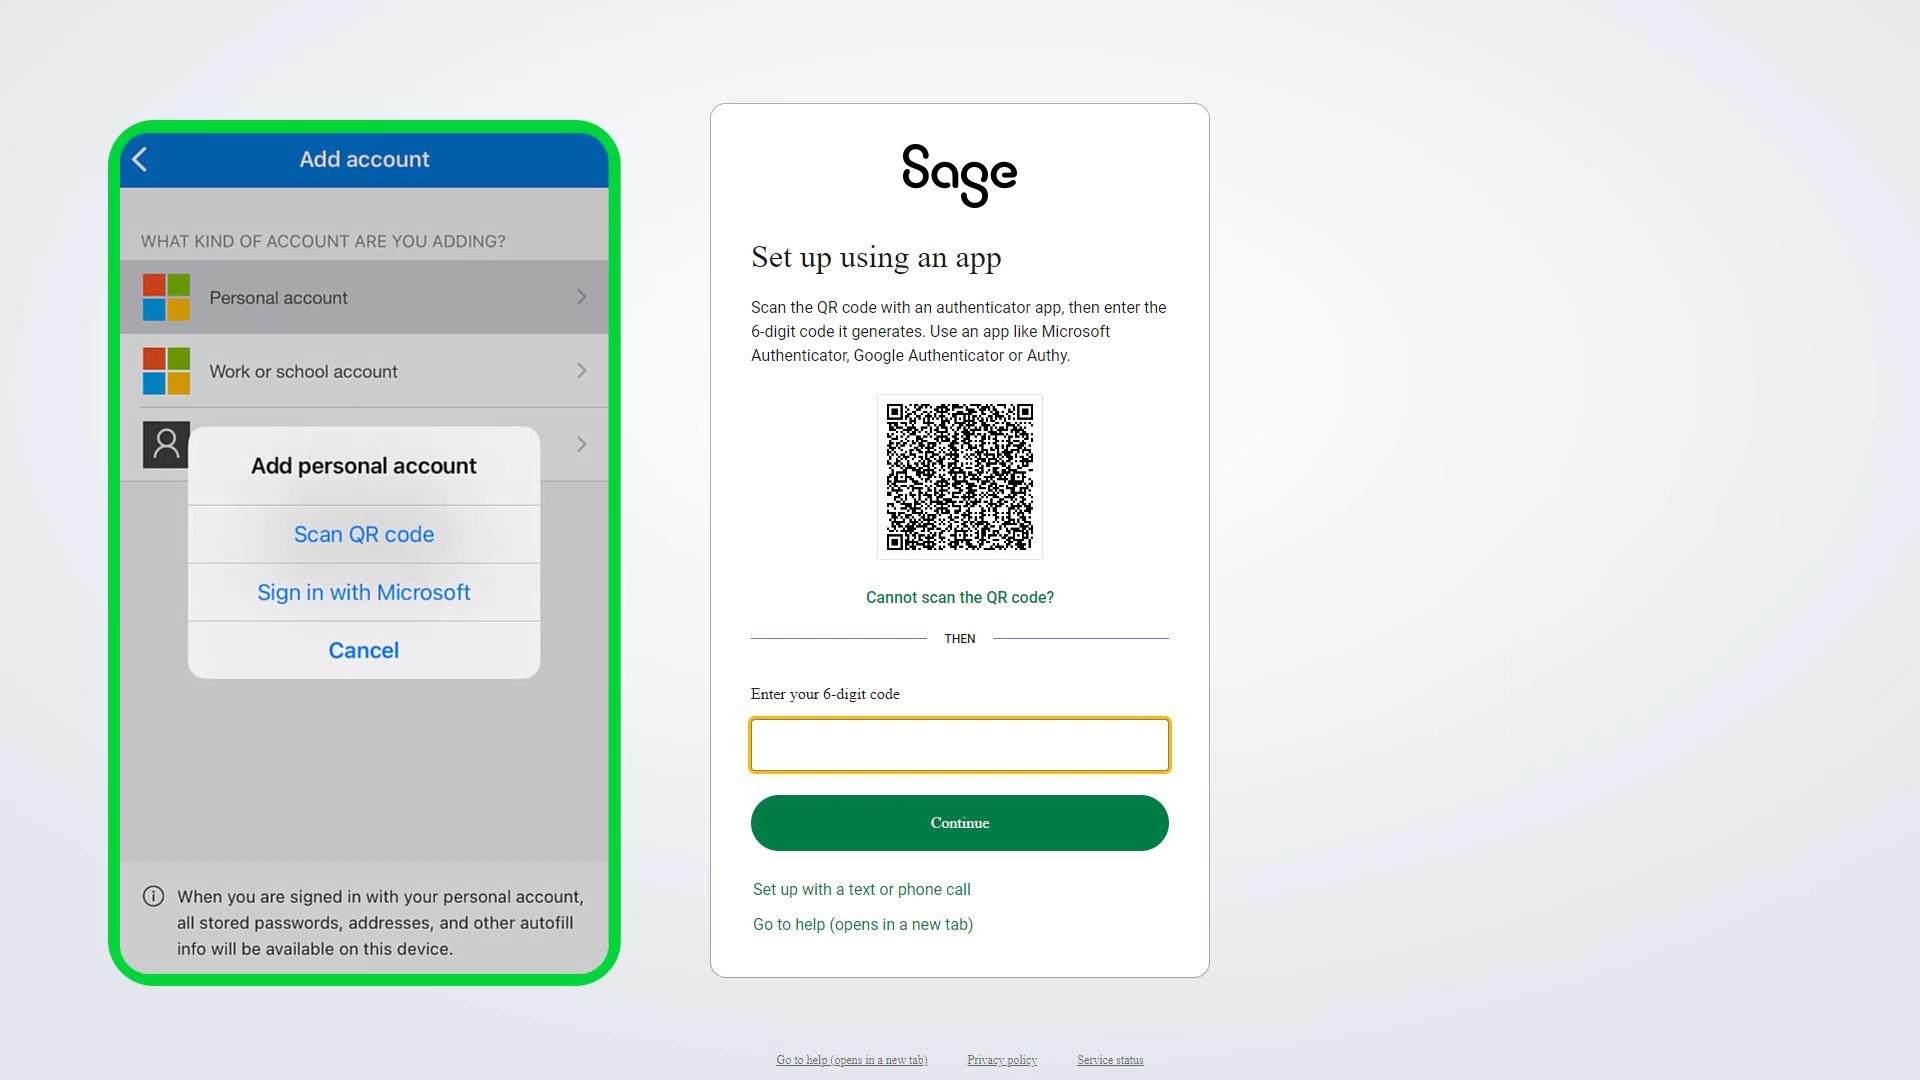 Add account
WHAT KIND OF ACCOUNT ARE YOU ADDING?
Personal account
Work or school account
Add personal account
Scan QR code
Sign in with Microsoft
Cancel
When you are signed in with your personal account,
all stored passwords, addresses, and other autofill
info will be available on this device.
Sage
Set up using an app
Scan the QR code with an authenticator app, then enter the
6-digit code it generates. Use an app like Microsoft
Authenticator, Google Authenticator or Authy.
Cannot scan the QR code?
THEN
Enter your 6-digit code
Continue
Set up with a text or phone call
Go to help (opens in a new tab)
Go to help (opens in a new tab)
Privacy policy
Service status